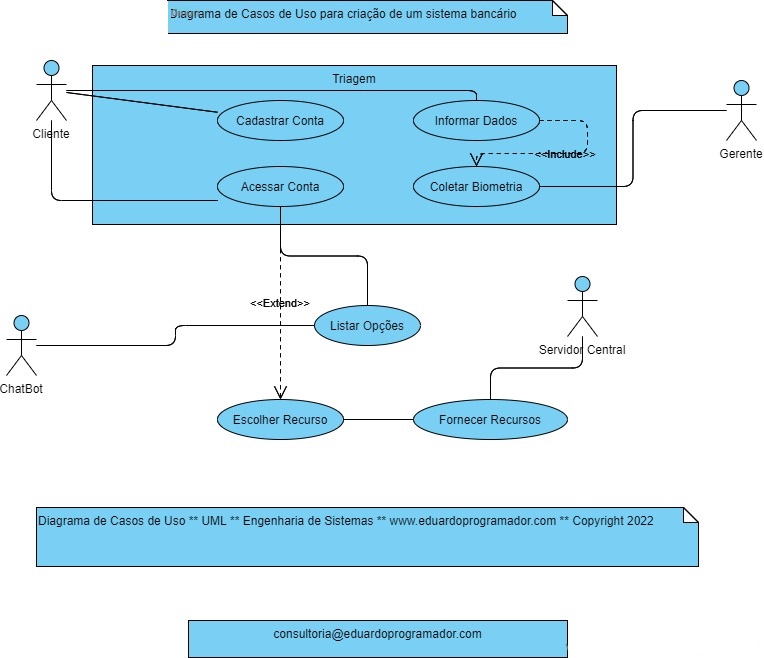 Diagrama de Casos de Uso para criação de um sistema bancário
Triagem
Cliente
Cadastrar Conta
Informar Dados
Gerente
<<Include>>
Acessar Conta
Coletar Biometria
<<Extend>>
Listar Opções
Servidor Central
ChatBot
Escolher Recurso
Fornecer Recursos
Diagrama de Casos de Uso ** UML ** Engenharia de Sistemas ** www.eduardoprogramador.com ** Copyright 2022
consultoria@eduardoprogramador.com